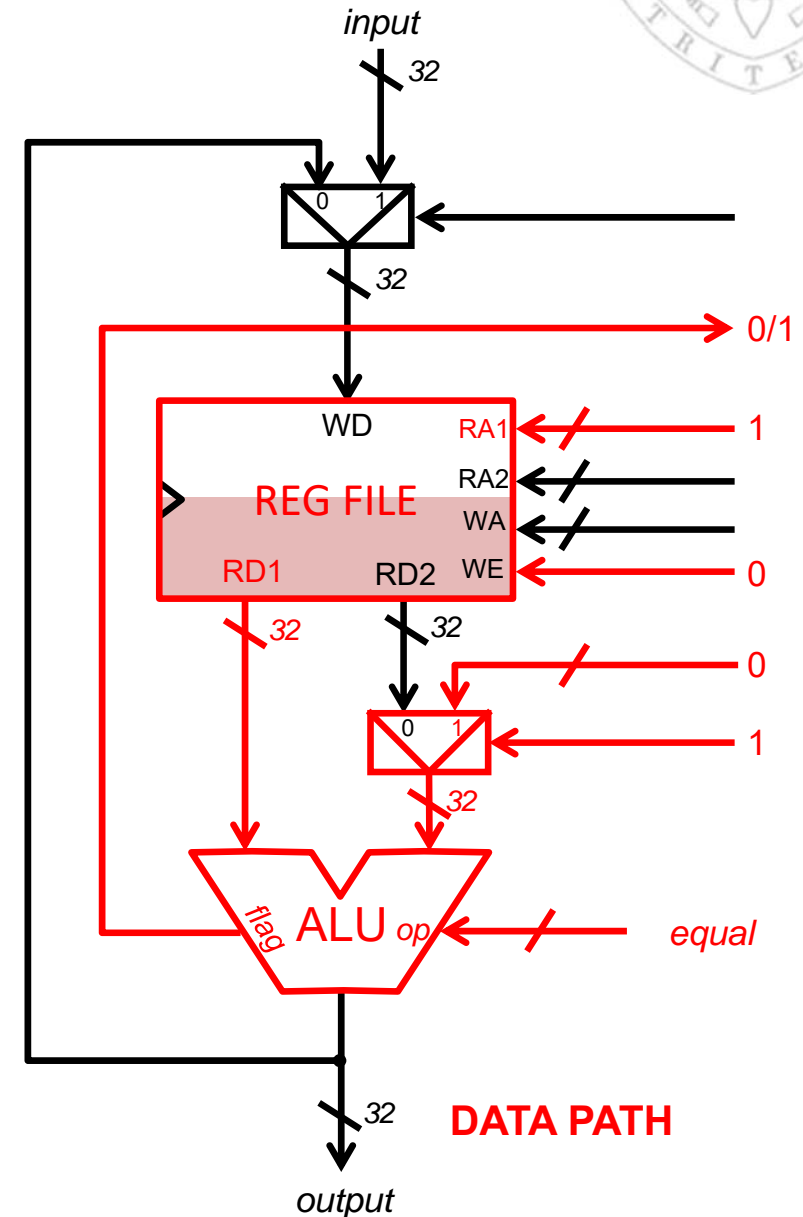 input
32
0 1
32
0/1
WD
RA1
1
RA2
REG FILE
WA
RD1
RD2
WE
0
32
32
0
0 1
1
32
flag
ALU
op
equal
32
DATA PATH
output
T R I T E